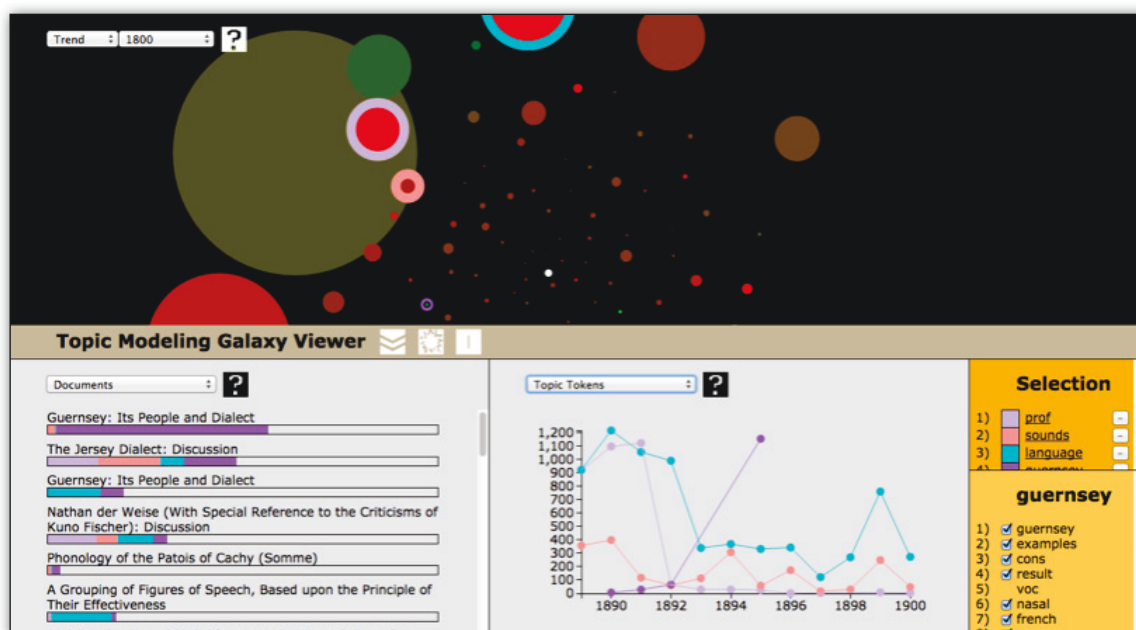 Trend 1800 ?
Topic Modeling Galaxy Viewer
Documents ?
Guernsey: Its People and Dialect
The Jersey Dialect: Discussion
Guernsey: Its People and Dialect
Nathan der Weise (With Special Reference to the Criticisms of
Kuno Fischer): Discussion
Phonology of the Patois of Cachy (Somme)
A Grouping of Figures of Speech, Based upon the Principle of
Their Effectiveness
Topic Tokens ?
1,200
1,100
1,000
900
800
700
600
500
400
300
200
100
0
1890 1892 1894 1896 1898 1900
Selection
1) prof
2) sounds
3) language
4) guernsey
guernsey
1) guernsey
2) examples
3) cons
4) result
5) voc
6) nasal
7) french